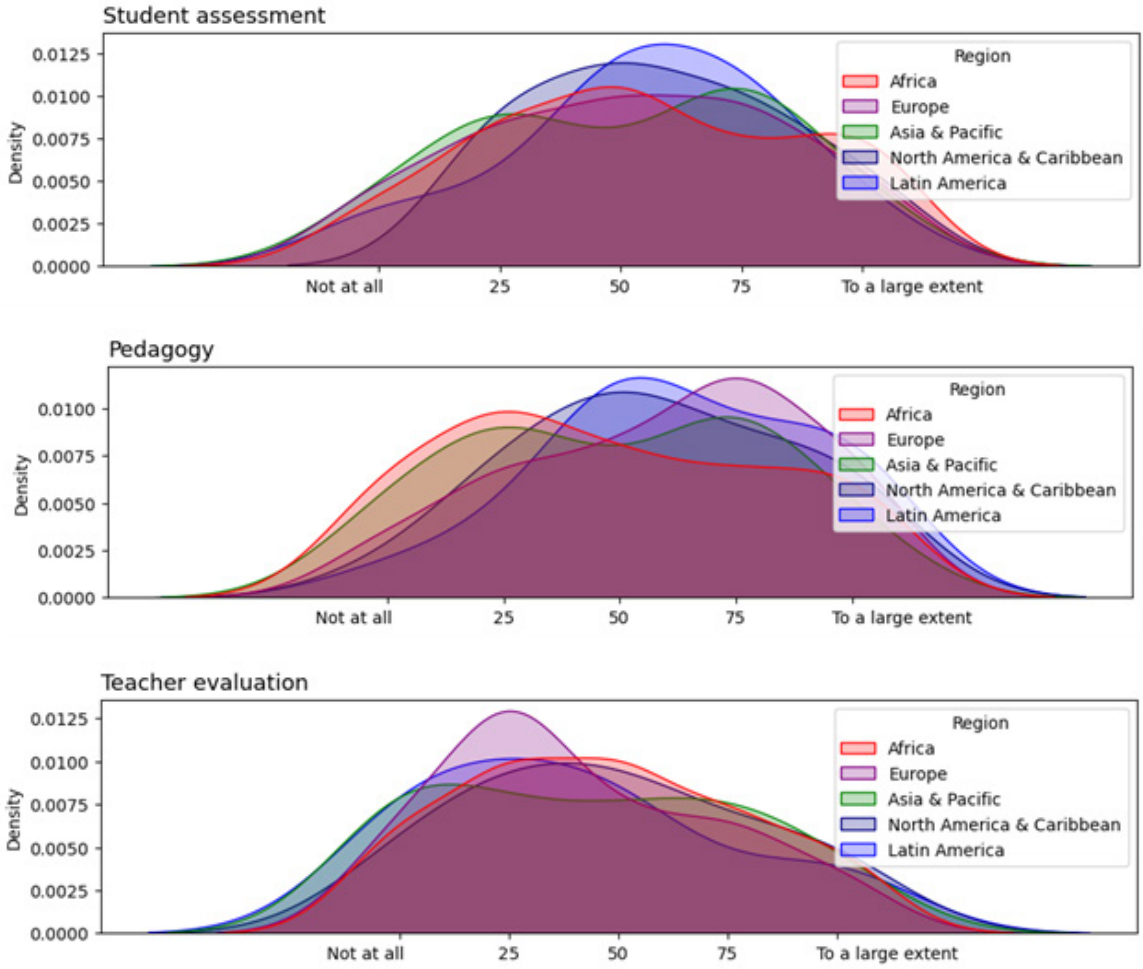 Student assessment
Density
0.0125
0.0100
0.0075
0.0050
0.0025
0.0000
Not at all 25 50 75 To a large extent
Region
Africa
Europe
Asia & Pacific
North America & Caribbean
Latin America
Pedagogy
Density
0.0100
0.0075
0.0050
0.0025
0.0000
Not at all 25 50 75 To a large extent
Region
Africa
Europe
Asia & Pacific
North America & Caribbean
Latin America
Teacher evaluation
Density
0.0125
0.0100
0.0075
0.0050
0.0025
0.0000
Not at all 25 50 75 To a large extent
Region
Africa
Europe
Asia & Pacific
North America & Caribbean
Latin America